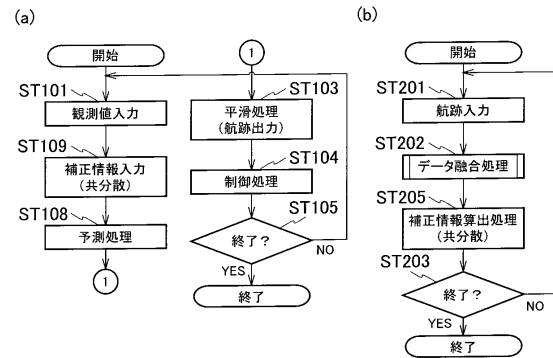 (a)
開始
ST101
観測値入力
ST109
補正情報入力
(共分散)
ST108
予測処理
1
1
ST103
平滑処理
(航跡出力)
ST104
制御処理
ST105
終了?
NO
YES
終了
(b)
開始
ST201
航跡入力
ST202
データ融合処理
ST205
補正情報算出処理
(共分散)
ST203
終了?
NO
YES
終了